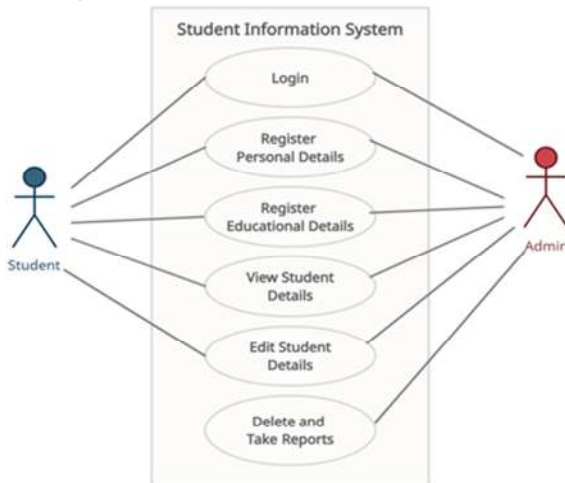 Student Information System
Login
Register
Personal Details
Register
Educational Details
Student
Admin
View Student
Details
Edit Student
Details
Delete and
Take Reports